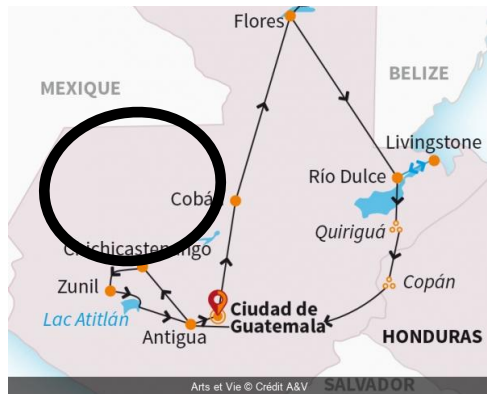 Flores
MEXIQUE
BELIZE
Livingstone
Río Dulce
Cobá
Quiriguá
Chichicastenango
Copán
Zunil
Ciudad de
Guatemala
Lac Atitlán
Antigua
HONDURAS
SALVADOR
Arts et Vie © Crédit A&V